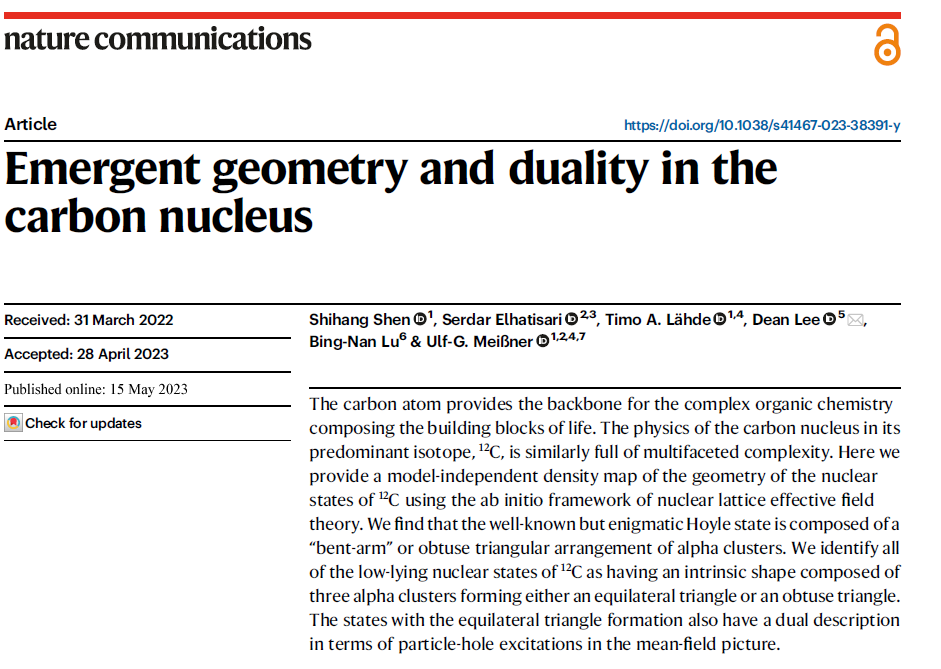 nature communications
Article
https://doi.org/10.1038/s41467-023-38391-y
Emergent geometry and duality in the
carbon nucleus
Received: 31 March 2022
Accepted: 28 April 2023
Published online: 15 May 2023
Check for updates
Shihang Shen 1, Serdar Elhatisari 2,3, Timo A. Lähde 1,4, Dean Lee 5,
Bing-Nan Lu6 & Ulf-G. Meißner 1,2,4,7
The carbon atom provides the backbone for the complex organic chemistry
composing the building blocks of life. The physics of the carbon nucleus in its
predominant isotope, 12C, is similarly full of multifaceted complexity. Here we
provide a model-independent density map of the geometry of the nuclear
states of 12C using the ab initio framework of nuclear lattice effective field
theory. We find that the well-known but enigmatic Hoyle state is composed of a
“bent-arm” or obtuse triangular arrangement of alpha clusters. We identify all
of the low-lying nuclear states of 12C as having an intrinsic shape composed of
three alpha clusters forming either an equilateral triangle or an obtuse triangle.
The states with the equilateral triangle formation also have a dual description
in terms of particle-hole excitations in the mean-field picture.